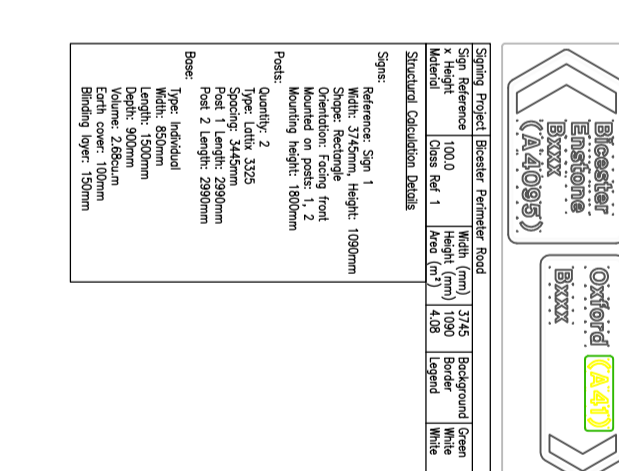 Bicester
Enstone
Bxxx
(A4095)
Oxford (A41)
Bxxx
Signing Project Bicester Perimeter Road
Sign Reference 100.0 Width (mm) 3745 Background Green
x Height Height (mm) 1090 Border White
Material Class Ref 1 Area (m²) 4.08 Legend White
Structural Calculation Details
Signs:
Reference: Sign 1
Width: 3745mm, Height: 1090mm
Shape: Rectangle
Orientation: Facing front
Mounted on posts: 1, 2
Mounting height: 1800mm
Posts:
Quantity: 2
Type: Lattix 3325
Spacing: 3445mm
Post 1 Length: 2990mm
Post 2 Length: 2990mm
Base:
Type: Individual
Width: 850mm
Length: 1500mm
Depth: 900mm
Volume: 2.68cu.m
Earth cover: 100mm
Blinding layer: 150mm